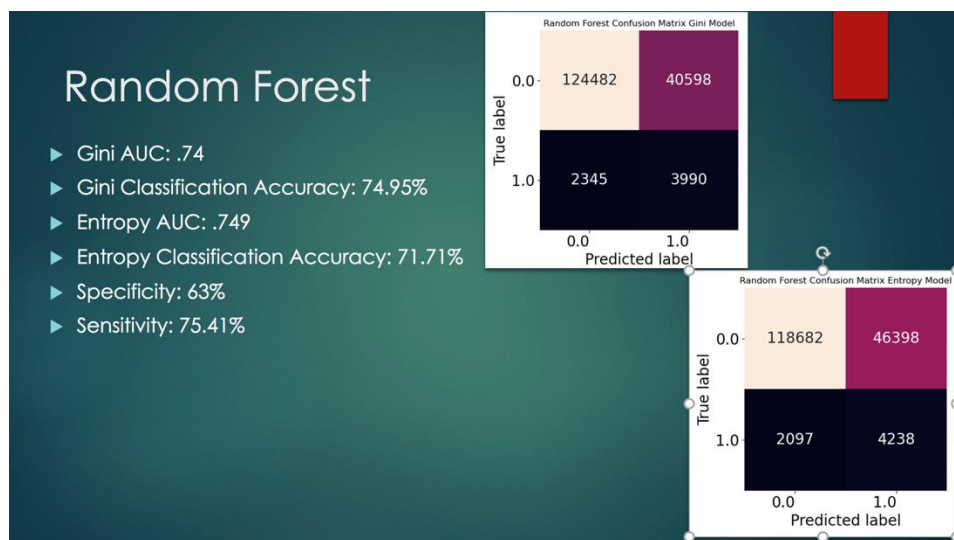 Random Forest
Gini AUC: .74
Gini Classification Accuracy: 74.95%
Entropy AUC: .749
Entropy Classification Accuracy: 71.71%
Specificity: 63%
Sensitivity: 75.41%
Random Forest Confusion Matrix Gini Model
True label
0.0 124482 40598
1.0 2345 3990
0.0 1.0
Predicted label
Random Forest Confusion Matrix Entropy Model
True label
0.0 118682 46398
1.0 2097 4238
0.0 1.0
Predicted label